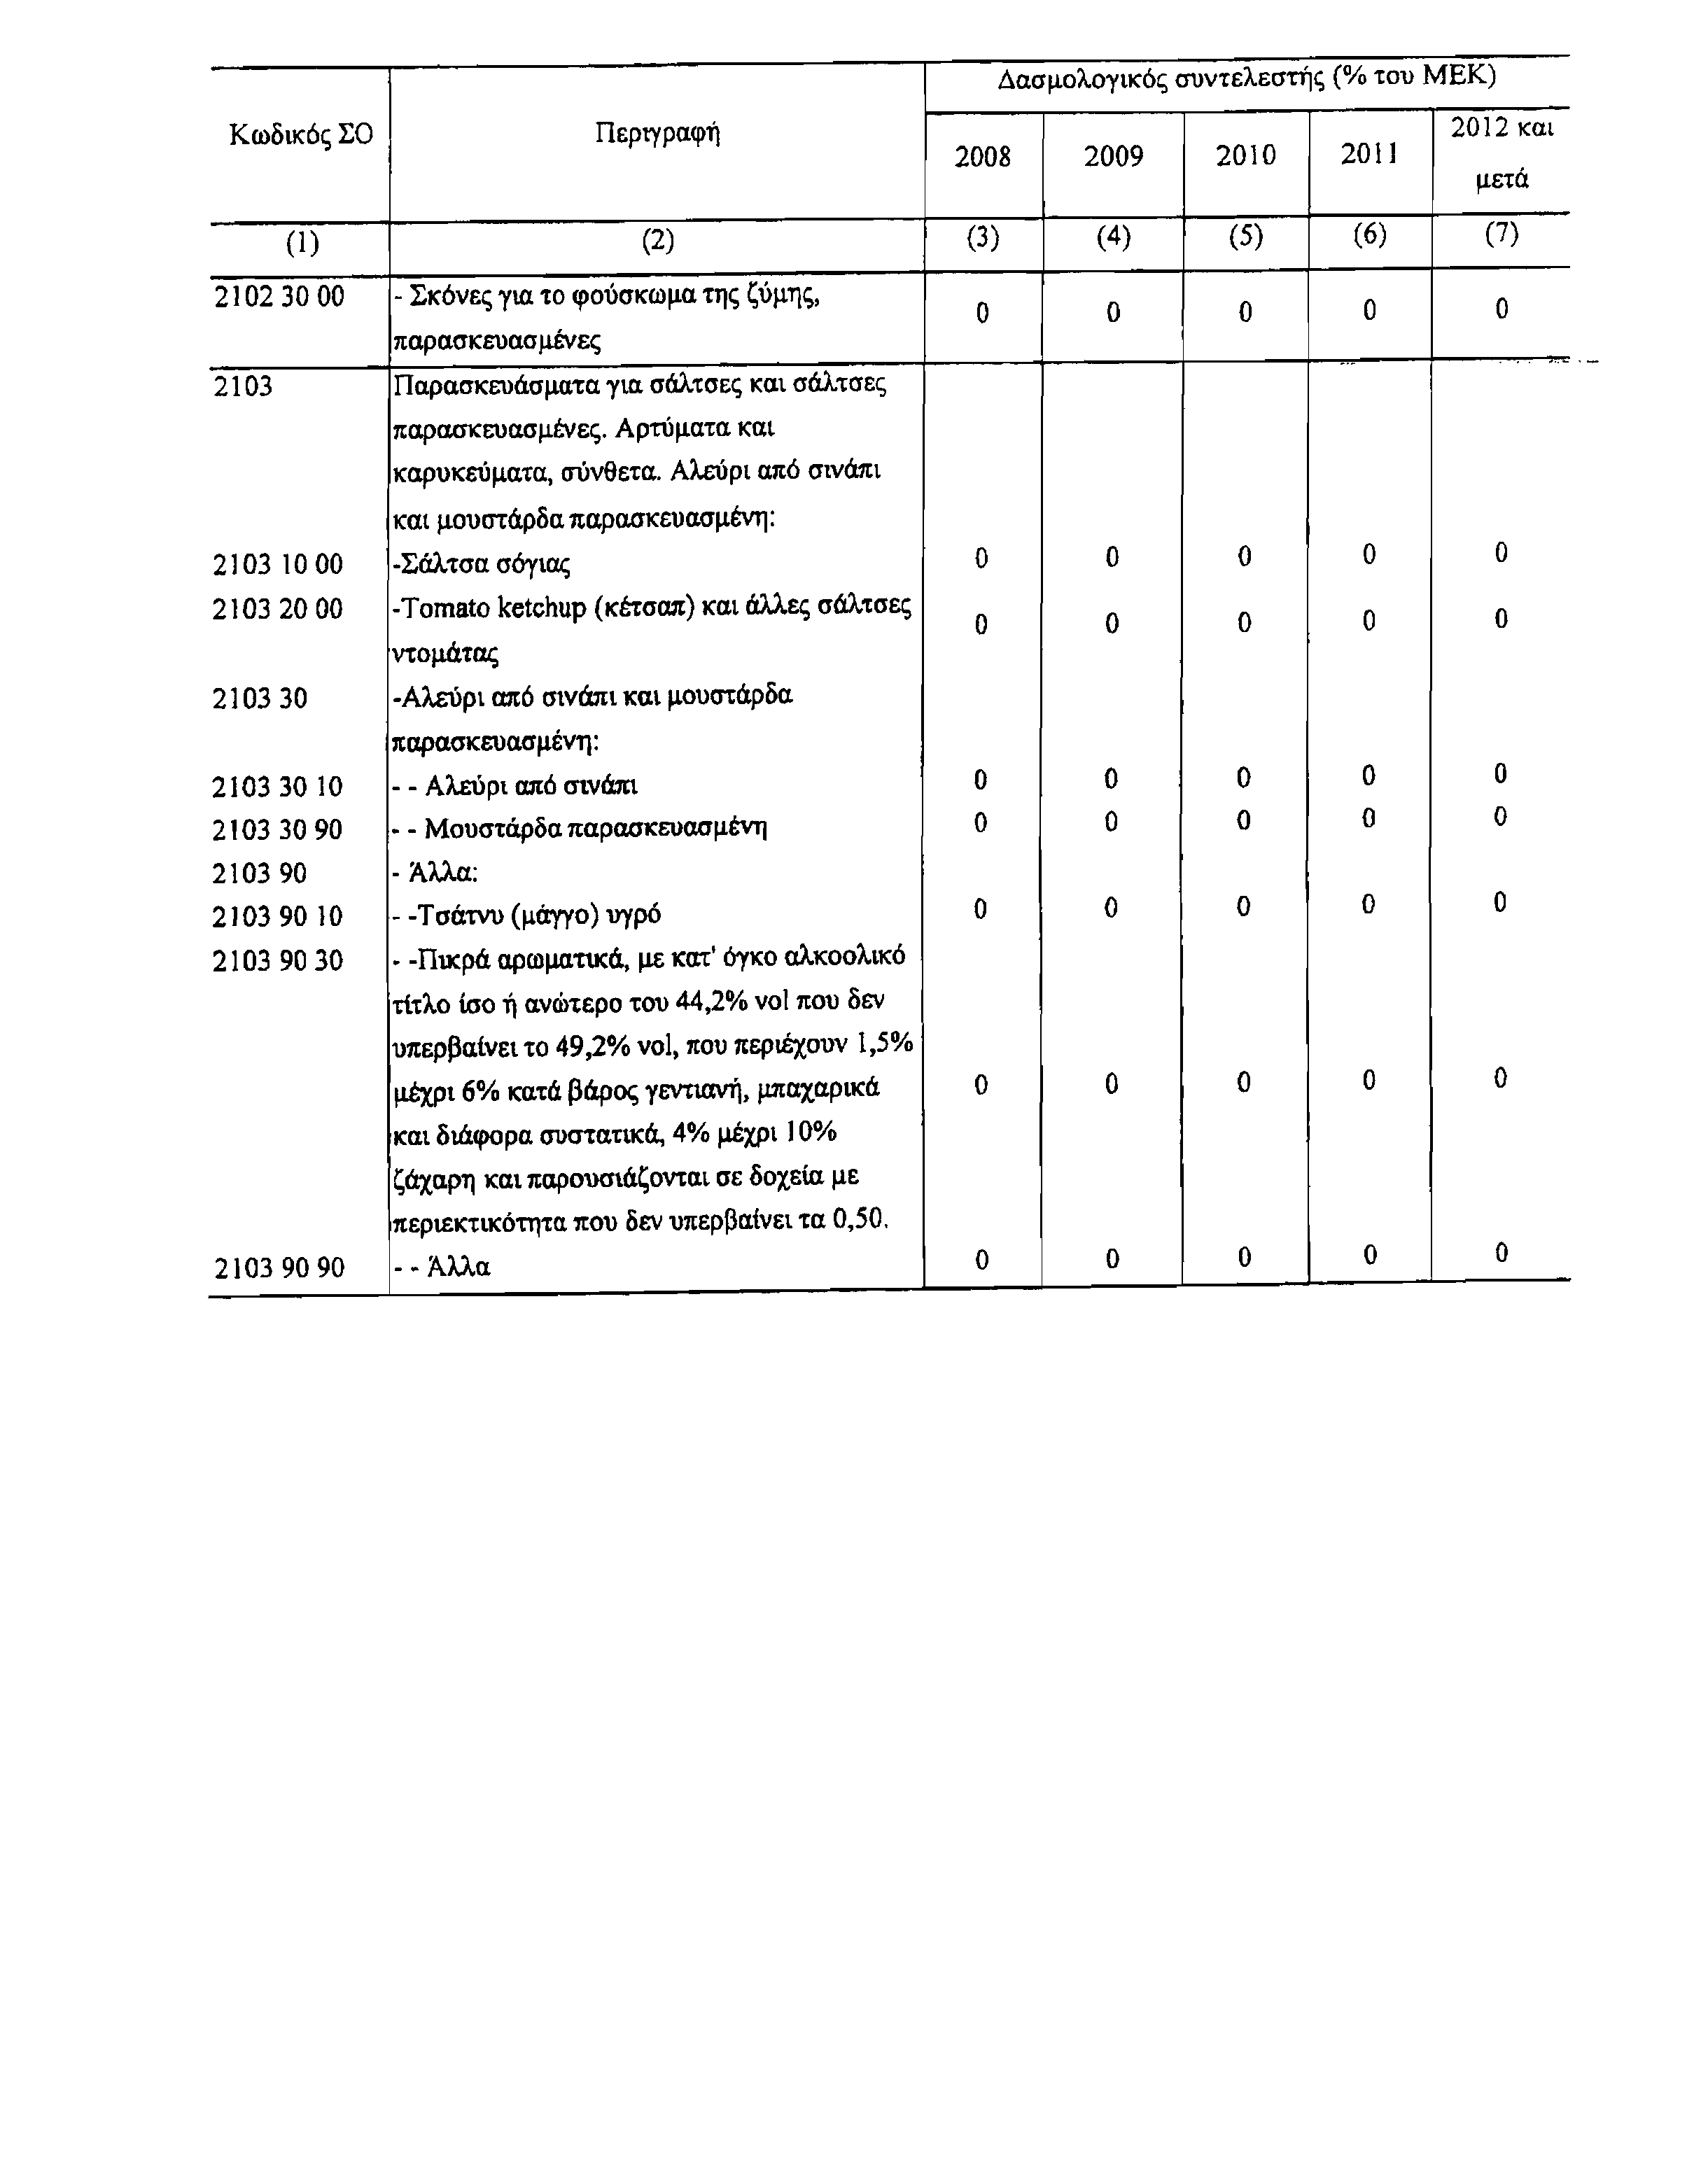 Δασμολογικός συντελεστής (% του ΜΕΚ)
Κωδικός ΣΟ Περιγραφή 2008 2009 2010 2011 2012 και
μετά
(1) (2) (3) (4) (5) (6) (7)
2102 30 00 - Σκόνες για το φούσκωμα της ζύμης, 0 0 0 0 0
παρασκευασμένες
2103 Παρασκευάσματα για σάλτσες και σάλτσες
παρασκευασμένες. Αρτύματα και
καρυκεύματα, σύνθετα. Αλεύρι από σινάπι
και μουστάρδα παρασκευασμένη:
2103 10 00 -Σάλτσα σόγιας 0 0 0 0 0
2103 20 00 -Tomato ketchup (κέτσαπ) και άλλες σάλτσες 0 0 0 0 0
ντομάτας
2103 30 -Αλεύρι από σινάπι και μουστάρδα
παρασκευασμένη:
2103 30 10 - - Αλεύρι από σινάπι 0 0 0 0 0
2103 30 90 - - Μουστάρδα παρασκευασμένη 0 0 0 0 0
2103 90 - Άλλα:
2103 90 10 - -Τσάτνυ (μάγγο) υγρό 0 0 0 0 0
2103 90 30 - -Πικρά αρωματικά, με κατ' όγκο αλκοολικό
τίτλο ίσο ή ανώτερο του 44,2% vol που δεν
υπερβαίνει το 49,2% vol, που περιέχουν 1,5%
μέχρι 6% κατά βάρος γεντιανή, μπαχαρικά 0 0 0 0 0
και διάφορα συστατικά, 4% μέχρι 10%
ζάχαρη και παρουσιάζονται σε δοχεία με
περιεκτικότητα που δεν υπερβαίνει τα 0,50.
2103 90 90 - - Άλλα 0 0 0 0 0